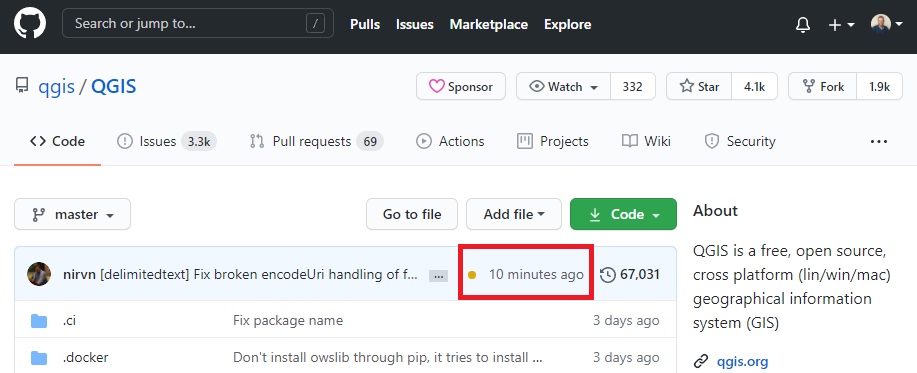 Search or jump to... /
Pulls Issues Marketplace Explore
qgis / QGIS
Sponsor Watch 332 Star 4.1k Fork 1.9k
Code Issues 3.3k Pull requests 69 Actions Projects Wiki Security ...
master Go to file Add file Code
About
nirvn [delimitedtext] Fix broken encodeUri handling of f... ... 10 minutes ago 67,031
.ci Fix package name 3 days ago
.docker Don't install owslib through pip, it tries to install ... 3 days ago
QGIS is a free, open source,
cross platform (lin/win/mac)
geographical information
system (GIS)
qgis.org